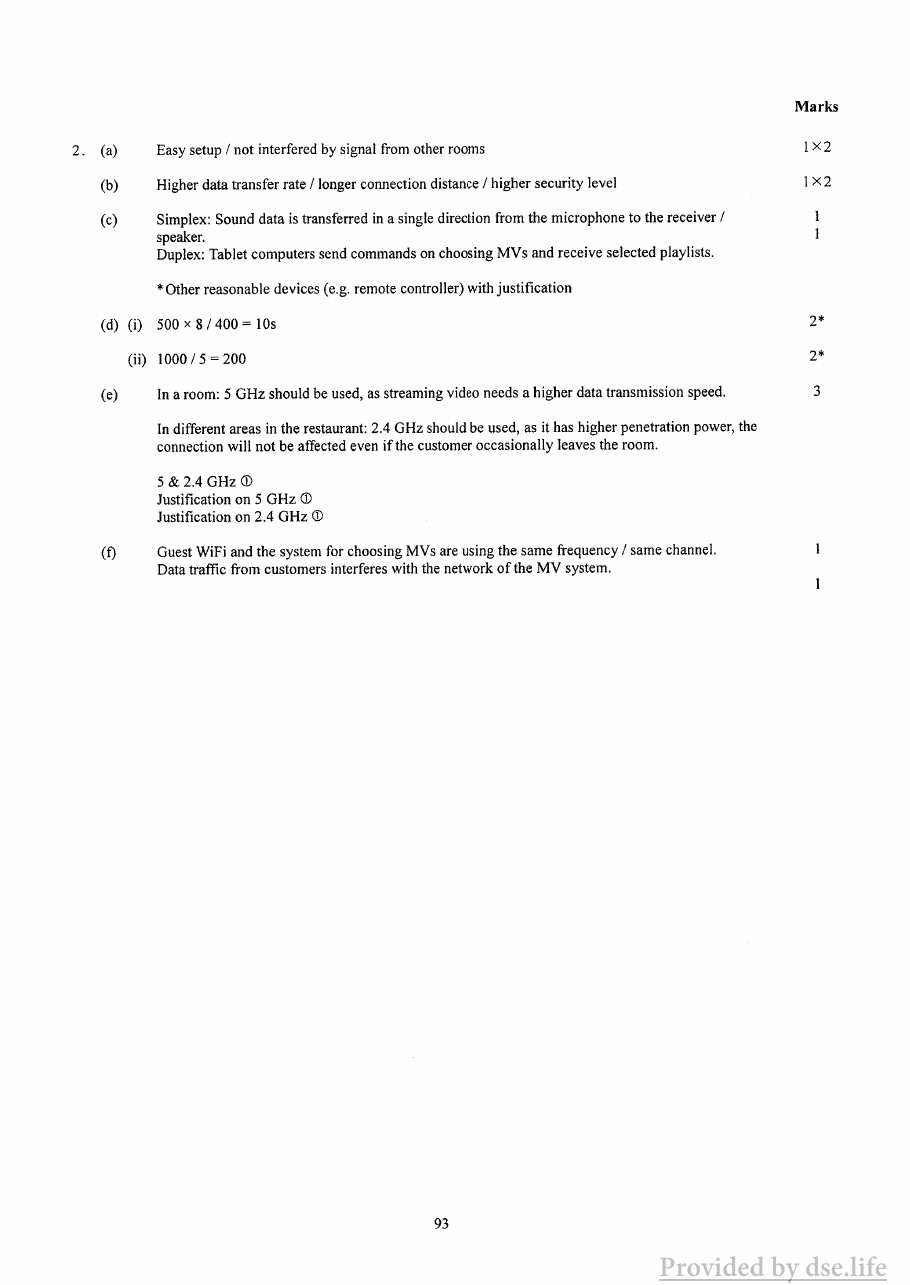 Marks
2. (a) Easy setup / not interfered by signal from other rooms 1×2
(b) Higher data transfer rate / longer connection distance / higher security level 1×2
(c) Simplex: Sound data is transferred in a single direction from the microphone to the receiver / 1
speaker. 1
Duplex: Tablet computers send commands on choosing MVs and receive selected playlists.
*Other reasonable devices (e.g. remote controller) with justification
(d) (i) 500 × 8 / 400 = 10s 2*
(ii) 1000 / 5 = 200 2*
(e) In a room: 5 GHz should be used, as streaming video needs a higher data transmission speed. 3
In different areas in the restaurant: 2.4 GHz should be used, as it has higher penetration power, the
connection will not be affected even if the customer occasionally leaves the room.
5 & 2.4 GHz ①
Justification on 5 GHz ①
Justification on 2.4 GHz ①
(f) Guest WiFi and the system for choosing MVs are using the same frequency / same channel. 1
Data traffic from customers interferes with the network of the MV system.
1
93
Provided by dse.life